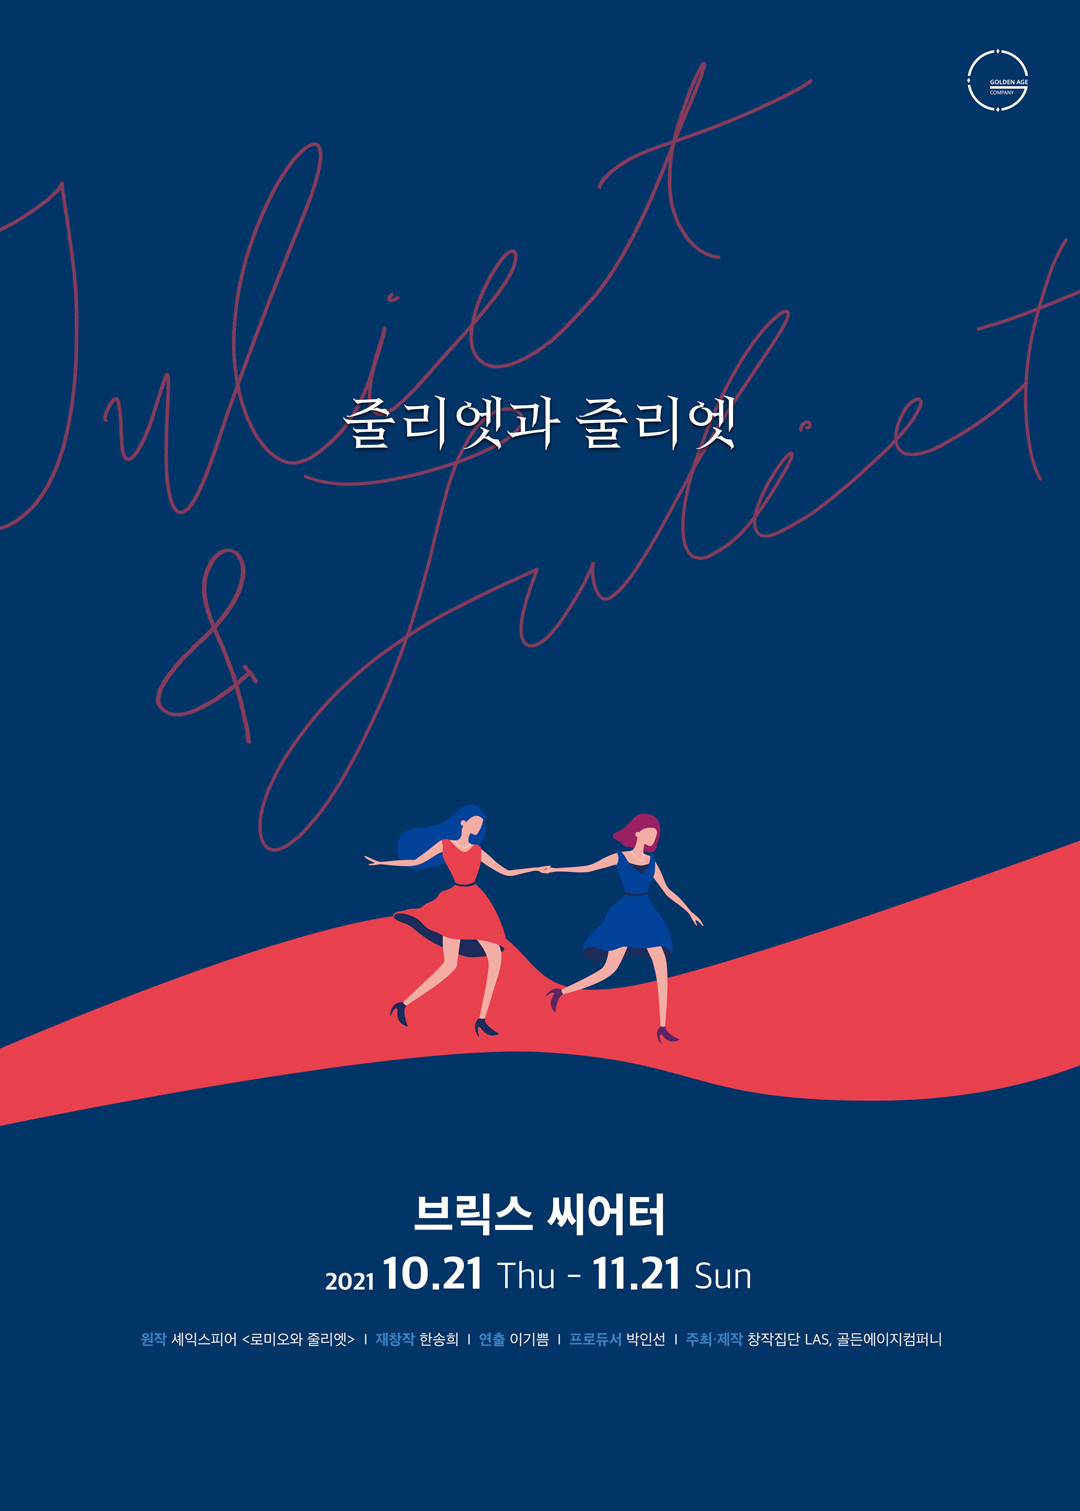 GOLDEN AGE
COMPANY
Juliet
줄리엣과 줄리엣
& Juliet
브릭스 씨어터
2021 10.21 Thu - 11.21 Sun
원작 셰익스피어 <로미오와 줄리엣> I 재창작 한송희 I 연출 이기쁨 I 프로듀서 박인선 I 주최·제작 창작집단 LAS, 골든에이지컴퍼니